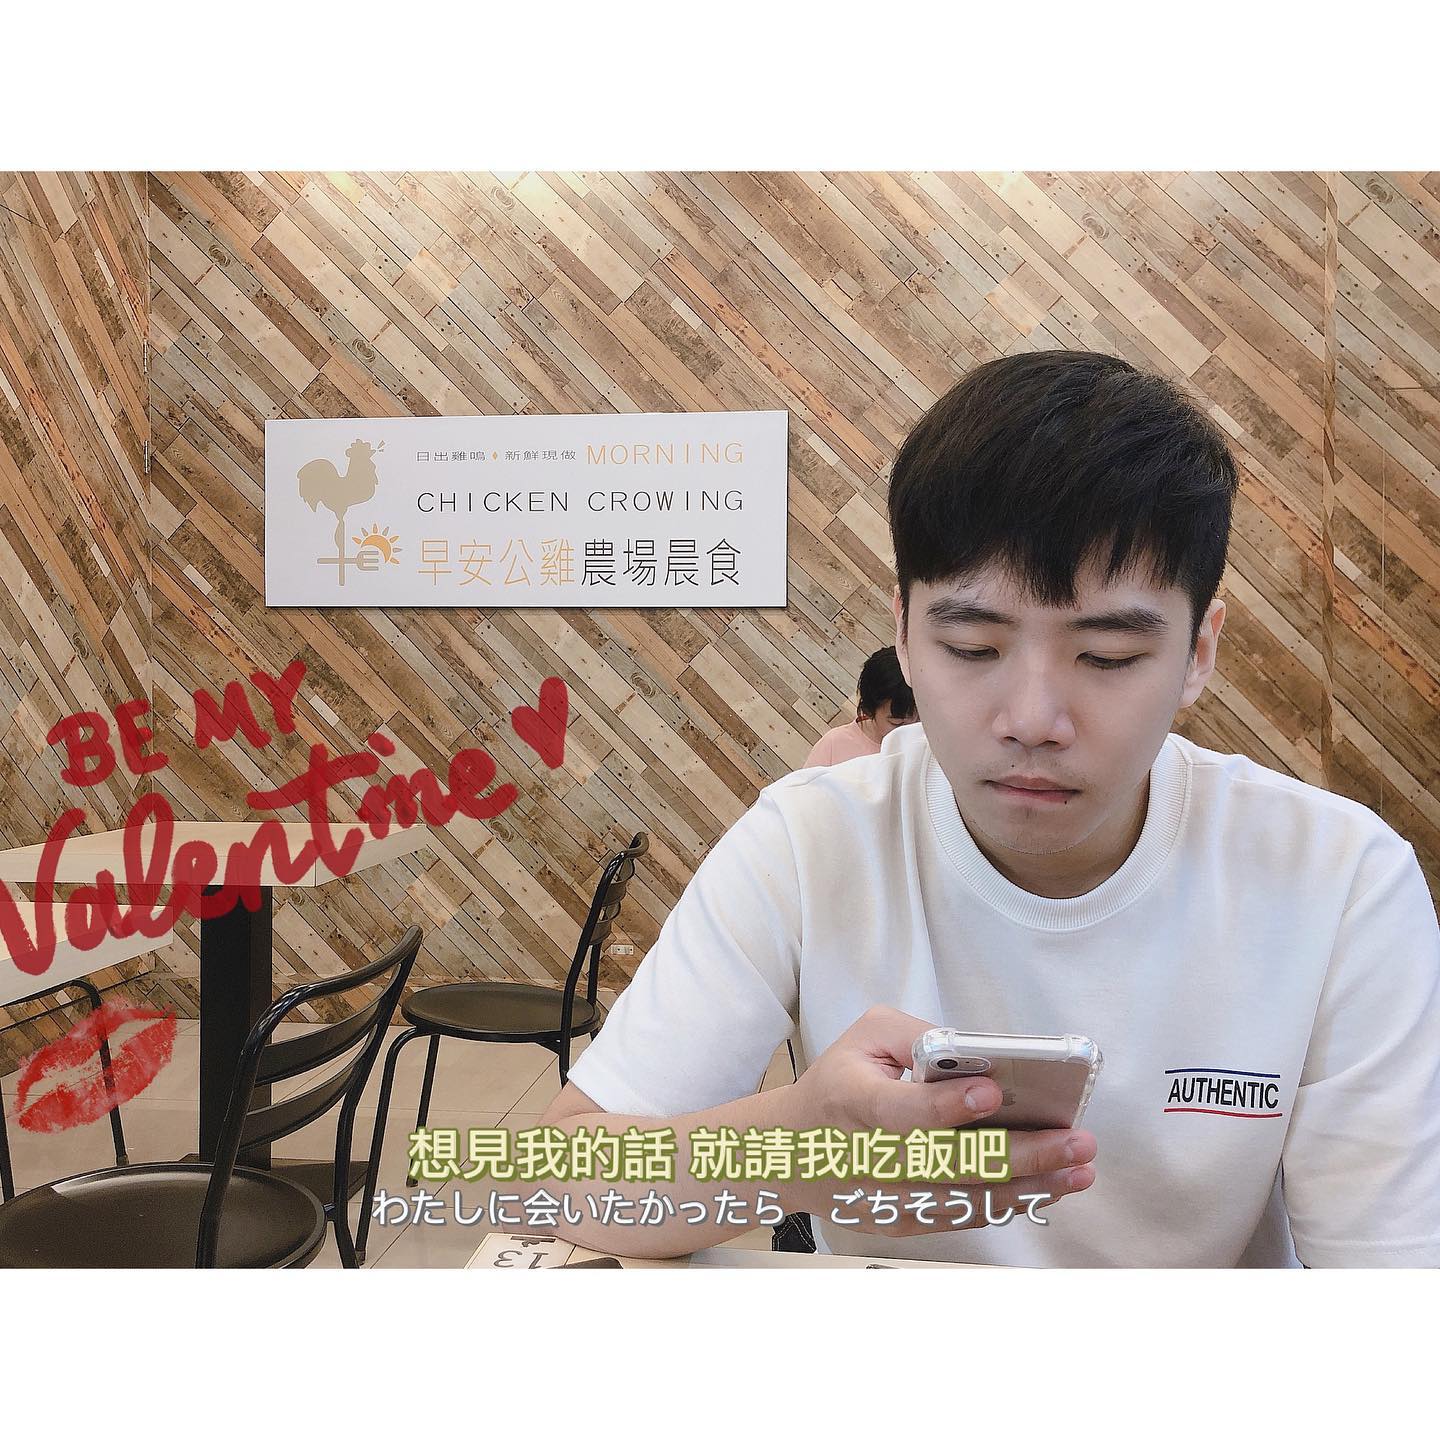 日出雞鳴 ♦ 新鮮現做 MORNING
CHICKEN CROWING
早安公雞農場晨食
BE MY
Valentine
AUTHENTIC
想見我的話 就請我吃飯吧
わたしに会いたかったら　ごちそうして
13